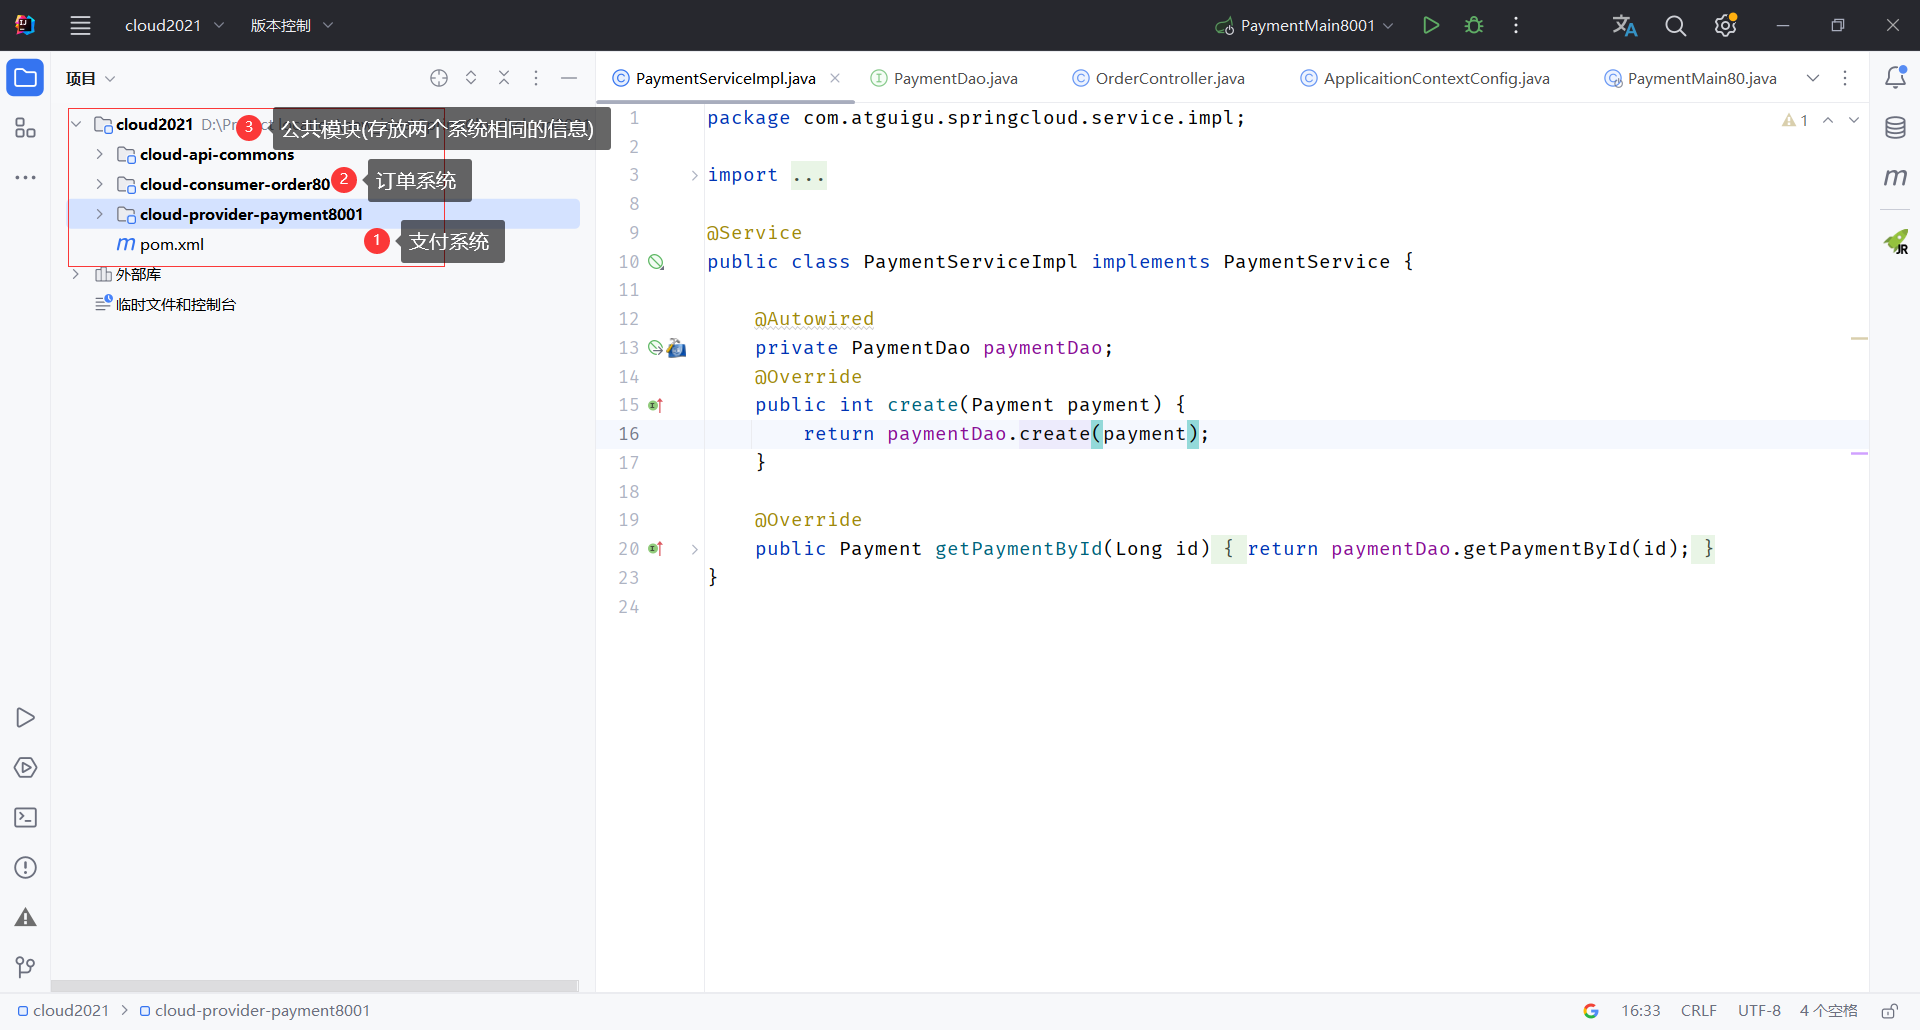 cloud2021 版本控制 PaymentMain8001
项目 PaymentServiceImpl.java PaymentDao.java OrderController.java ApplicaitionContextConfig.java PaymentMain80.java
cloud2021 D:\Pr
3 公共模块(存放两个系统相同的信息)
cloud-api-commons
cloud-consumer-order80 2 订单系统
cloud-provider-payment8001
pom.xml 1 支付系统
外部库
临时文件和控制台
1 package com.atguigu.springcloud.service.impl;
2
3 import ...
8
9 @Service
10 public class PaymentServiceImpl implements PaymentService {
11
12 @Autowired
13 private PaymentDao paymentDao;
14 @Override
15 public int create(Payment payment) {
16 return paymentDao.create(payment);
17 }
18
19 @Override
20 public Payment getPaymentById(Long id) { return paymentDao.getPaymentById(id); }
23 }
24
1
m
JR
cloud2021 > cloud-provider-payment8001 16:33 CRLF UTF-8 4 个空格